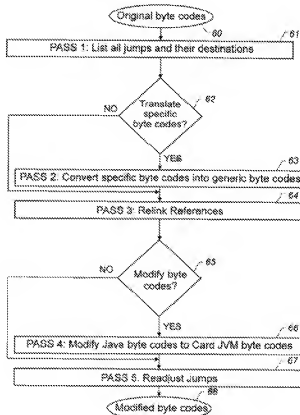 Original byte codes
60
61
PASS 1: List all jumps and their destinations
62
Translate
specific
byte codes?
NO
YES
63
PASS 2: Convert specific byte codes into generic byte codes
64
PASS 3: Relink References
65
NO
Modify byte
codes?
YES
66
PASS 4: Modify Java byte codes to Card JVM byte codes
67
PASS 5. Readjust Jumps
68
Modified byte codes